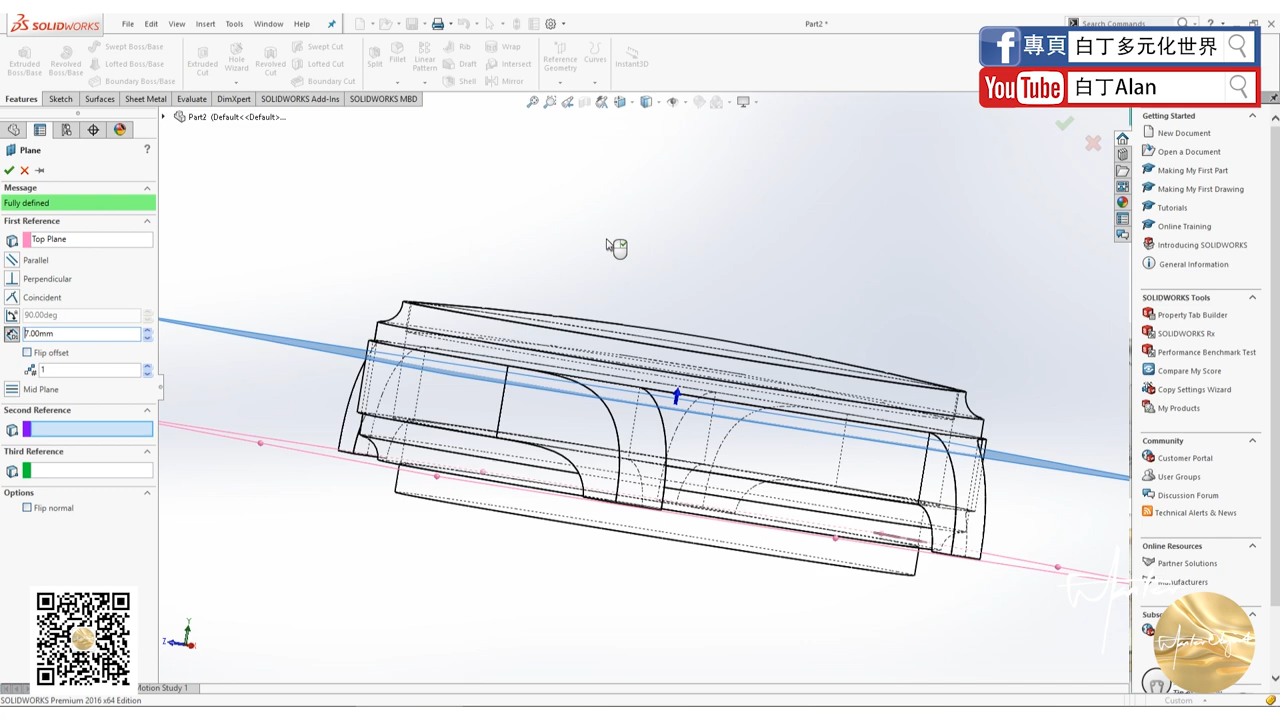 SOLIDWORKS File Edit View Insert Tools Window Help Part2 * Search Commands
Extruded Boss/Base Revolved Boss/Base Swept Boss/Base Lofted Boss/Base Boundary Boss/Base Extruded Cut Hole Wizard Revolved Cut Swept Cut Lofted Boundary Cut Split Fillet Linear Pattern Rib Draft Shell Wrap Intersect Mirror Reference Geometry Curves Instant3D
f 專頁 白丁多元化世界
YouTube 白丁Alan
Features Sketch Surfaces Sheet Metal Evaluate DimXpert SOLIDWORKS Add-Ins SOLIDWORKS MBD
Part2 (Default<<Default>...
Plane ?
Message
Fully defined
First Reference
Top Plane
Parallel
Perpendicular
Coincident
90.00deg
7.00mm
Flip offset
1
Mid Plane
Second Reference
Third Reference
Options
Flip normal
Y
Z
Getting Started
New Document
Open a Document
Making My First Part
Making My First Drawing
Tutorials
Online Training
Introducing SOLIDWORKS
General Information
SOLIDWORKS Tools
Property Tab Builder
SOLIDWORKS Rx
Performance Benchmark Test
Compare My Score
Copy Settings Wizard
My Products
Community
Customer Portal
User Groups
Discussion Forum
Technical Alerts & News
Online Resources
Partner Solutions
Manufacturers
Motion Study 1
SOLIDWORKS Premium 2016 x64 Edition
Custom